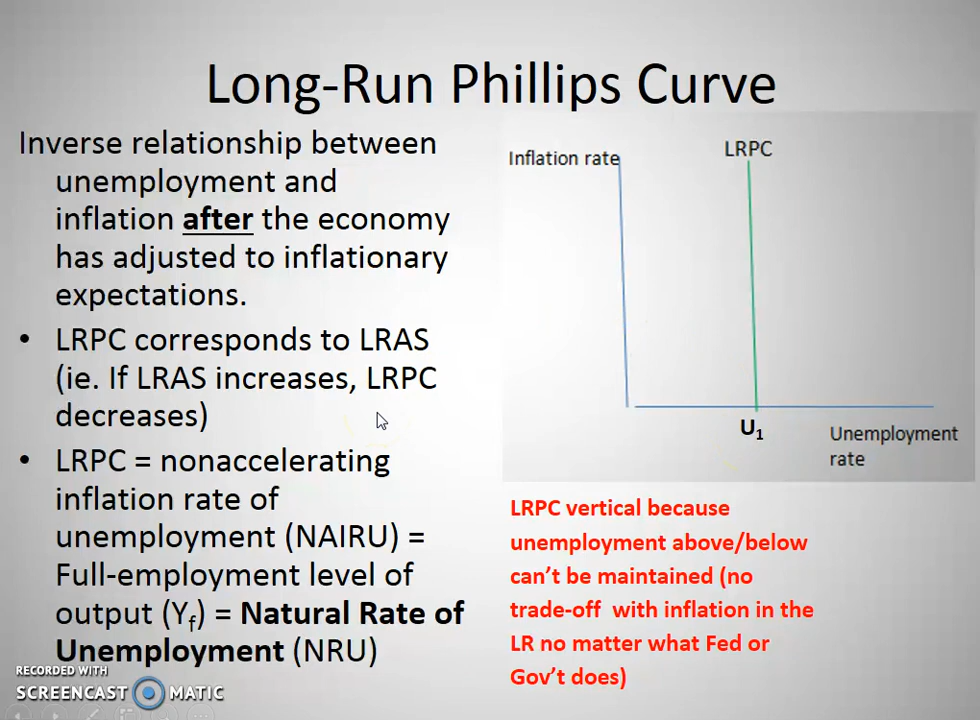 Long-Run Phillips Curve
Inverse relationship between
unemployment and
inflation after the economy
has adjusted to inflationary
expectations.
• LRPC corresponds to LRAS
(ie. If LRAS increases, LRPC
decreases)
• LRPC = nonaccelerating
inflation rate of
unemployment (NAIRU) =
Full-employment level of
output (Yf) = Natural Rate of
Unemployment (NRU)
Inflation rate
LRPC
U1
Unemployment
rate
LRPC vertical because
unemployment above/below
can't be maintained (no
trade-off with inflation in the
LR no matter what Fed or
Gov't does)
RECORDED WITH
SCREENCAST MATIC